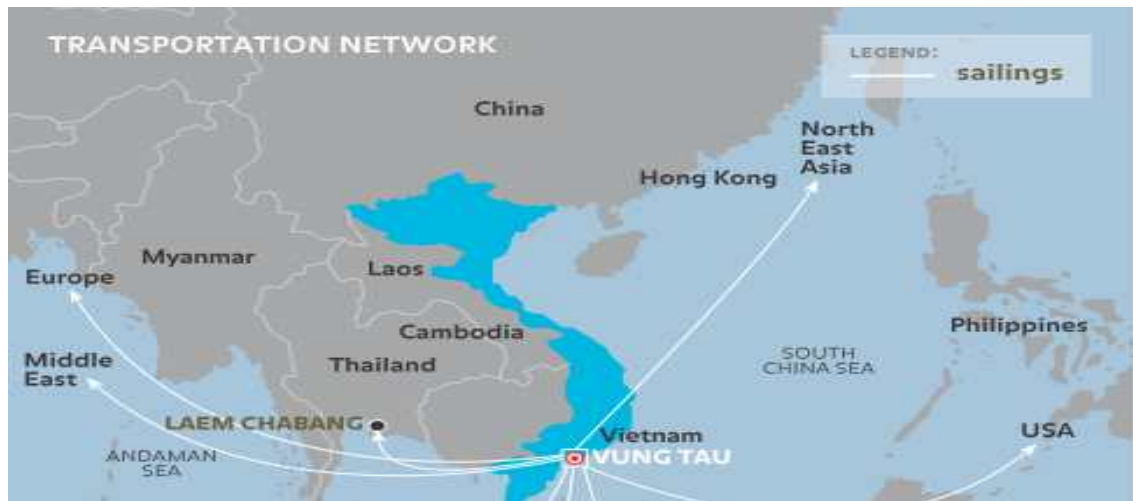 TRANSPORTATION NETWORK
LEGEND:
sailings
China
North
East
Asia
Hong Kong
Myanmar
Laos
Europe
Cambodia
Philippines
Middle
East
Thailand
SOUTH
CHINA SEA
LAEM CHABANG
Vietnam
USA
ANDAMAN
SEA
VUNG TAU